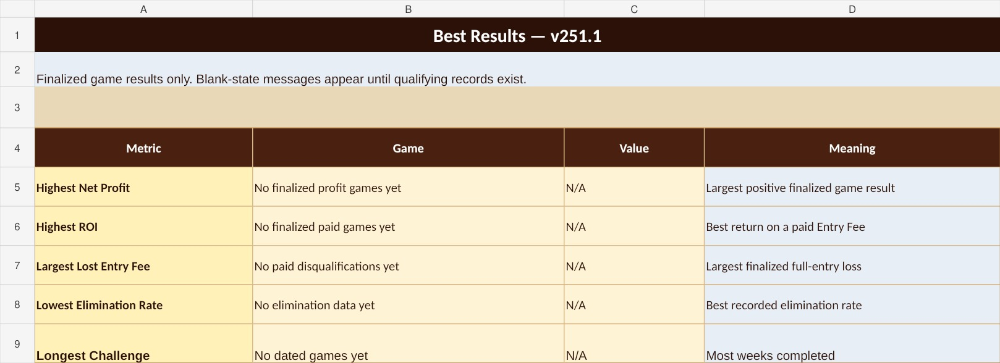 A B C D
1 Best Results — v251.1
2 Finalized game results only. Blank-state messages appear until qualifying records exist.
3
4 Metric Game Value Meaning
5 Highest Net Profit No finalized profit games yet N/A Largest positive finalized game result
6 Highest ROI No finalized paid games yet N/A Best return on a paid Entry Fee
7 Largest Lost Entry Fee No paid disqualifications yet N/A Largest finalized full-entry loss
8 Lowest Elimination Rate No elimination data yet N/A Best recorded elimination rate
9 Longest Challenge No dated games yet N/A Most weeks completed